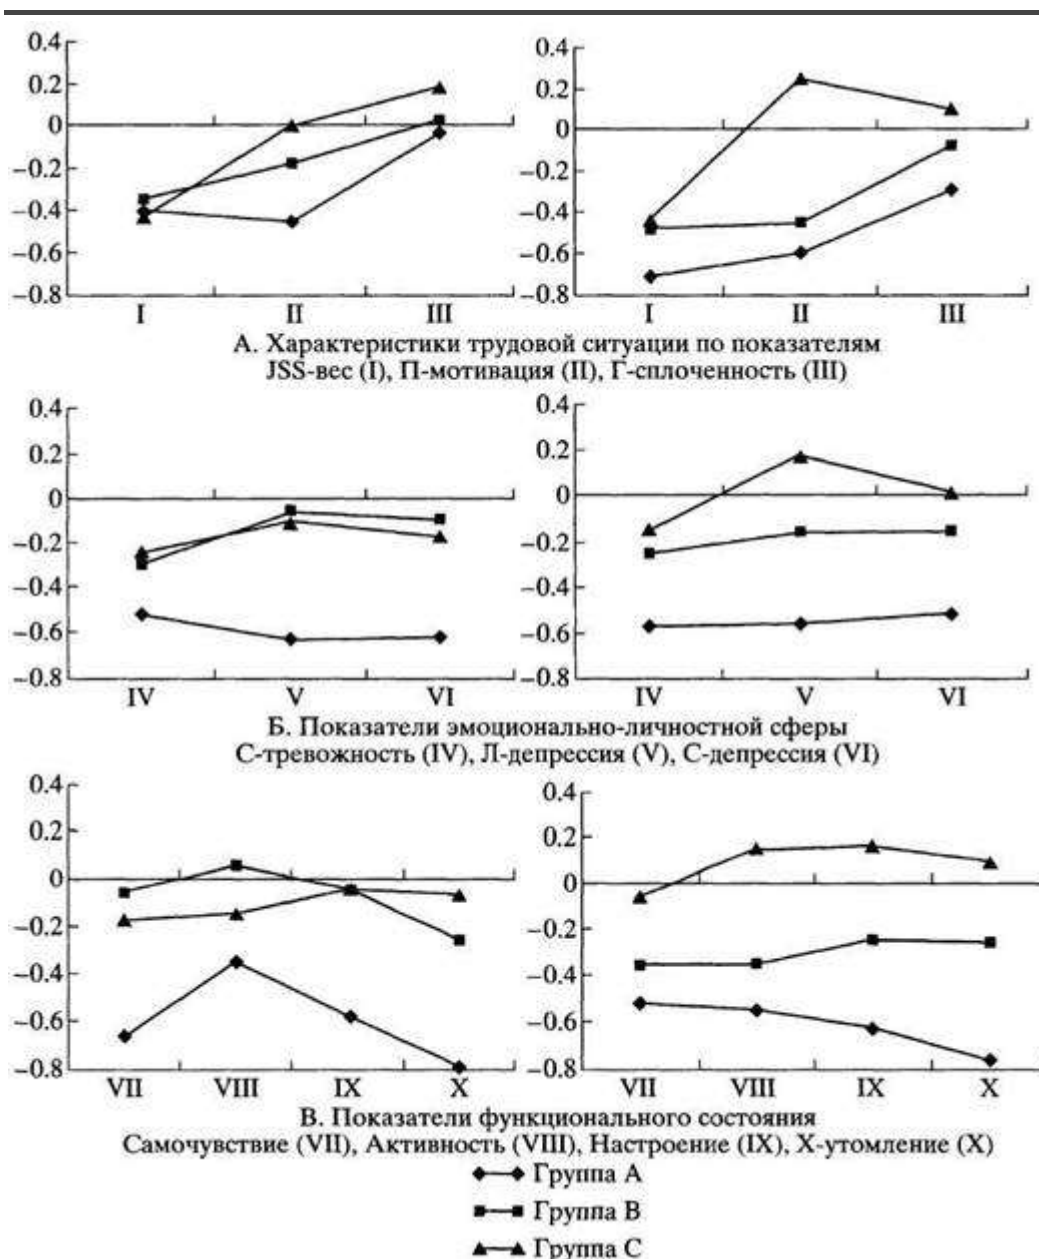 0.4 0.4
0.2 0.2
0 0
−0.2 −0.2
−0.4 −0.4
−0.6 −0.6
−0.8 −0.8
I II III I II III
А. Характеристики трудовой ситуации по показателям
JSS-вес (I), П-мотивация (II), Г-сплоченность (III)
0.4 0.4
0.2 0.2
0 0
−0.2 −0.2
−0.4 −0.4
−0.6 −0.6
−0.8 −0.8
IV V VI IV V VI
Б. Показатели эмоционально-личностной сферы
С-тревожность (IV), Л-депрессия (V), С-депрессия (VI)
0.4 0.4
0.2 0.2
0 0
−0.2 −0.2
−0.4 −0.4
−0.6 −0.6
−0.8 −0.8
VII VIII IX X VII VIII IX X
В. Показатели функционального состояния
Самочувствие (VII), Активность (VIII), Настроение (IX), Х-утомление (X)
Группа А
Группа В
Группа С